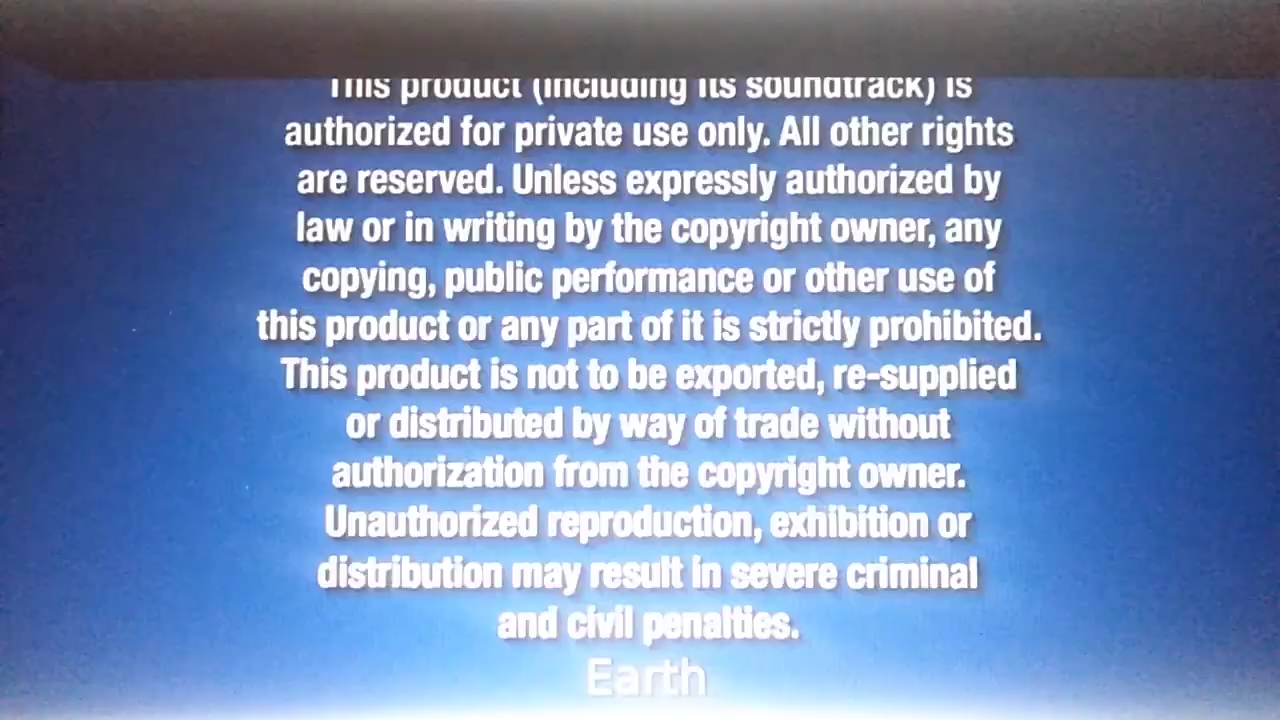 This product (including its soundtrack) is
authorized for private use only. All other rights
are reserved. Unless expressly authorized by
law or in writing by the copyright owner, any
copying, public performance or other use of
this product or any part of it is strictly prohibited.
This product is not to be exported, re-supplied
or distributed by way of trade without
authorization from the copyright owner.
Unauthorized reproduction, exhibition or
distribution may result in severe criminal
and civil penalties.
Earth